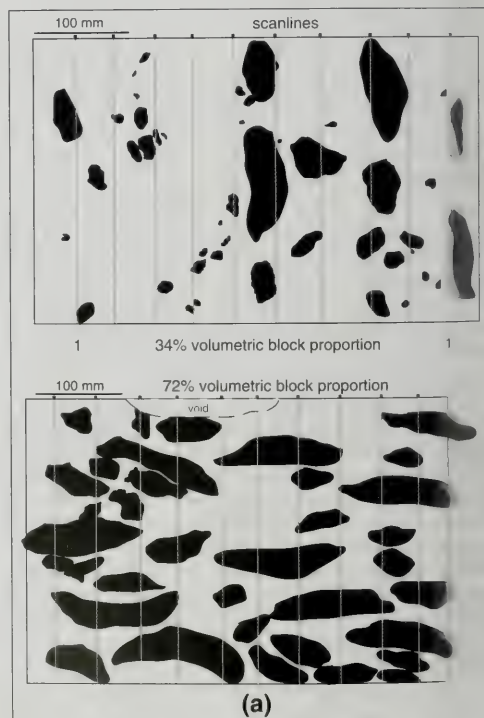 100 mm scanlines
1 34% volumetric block proportion 1
100 mm 72% volumetric block proportion
void
(a)